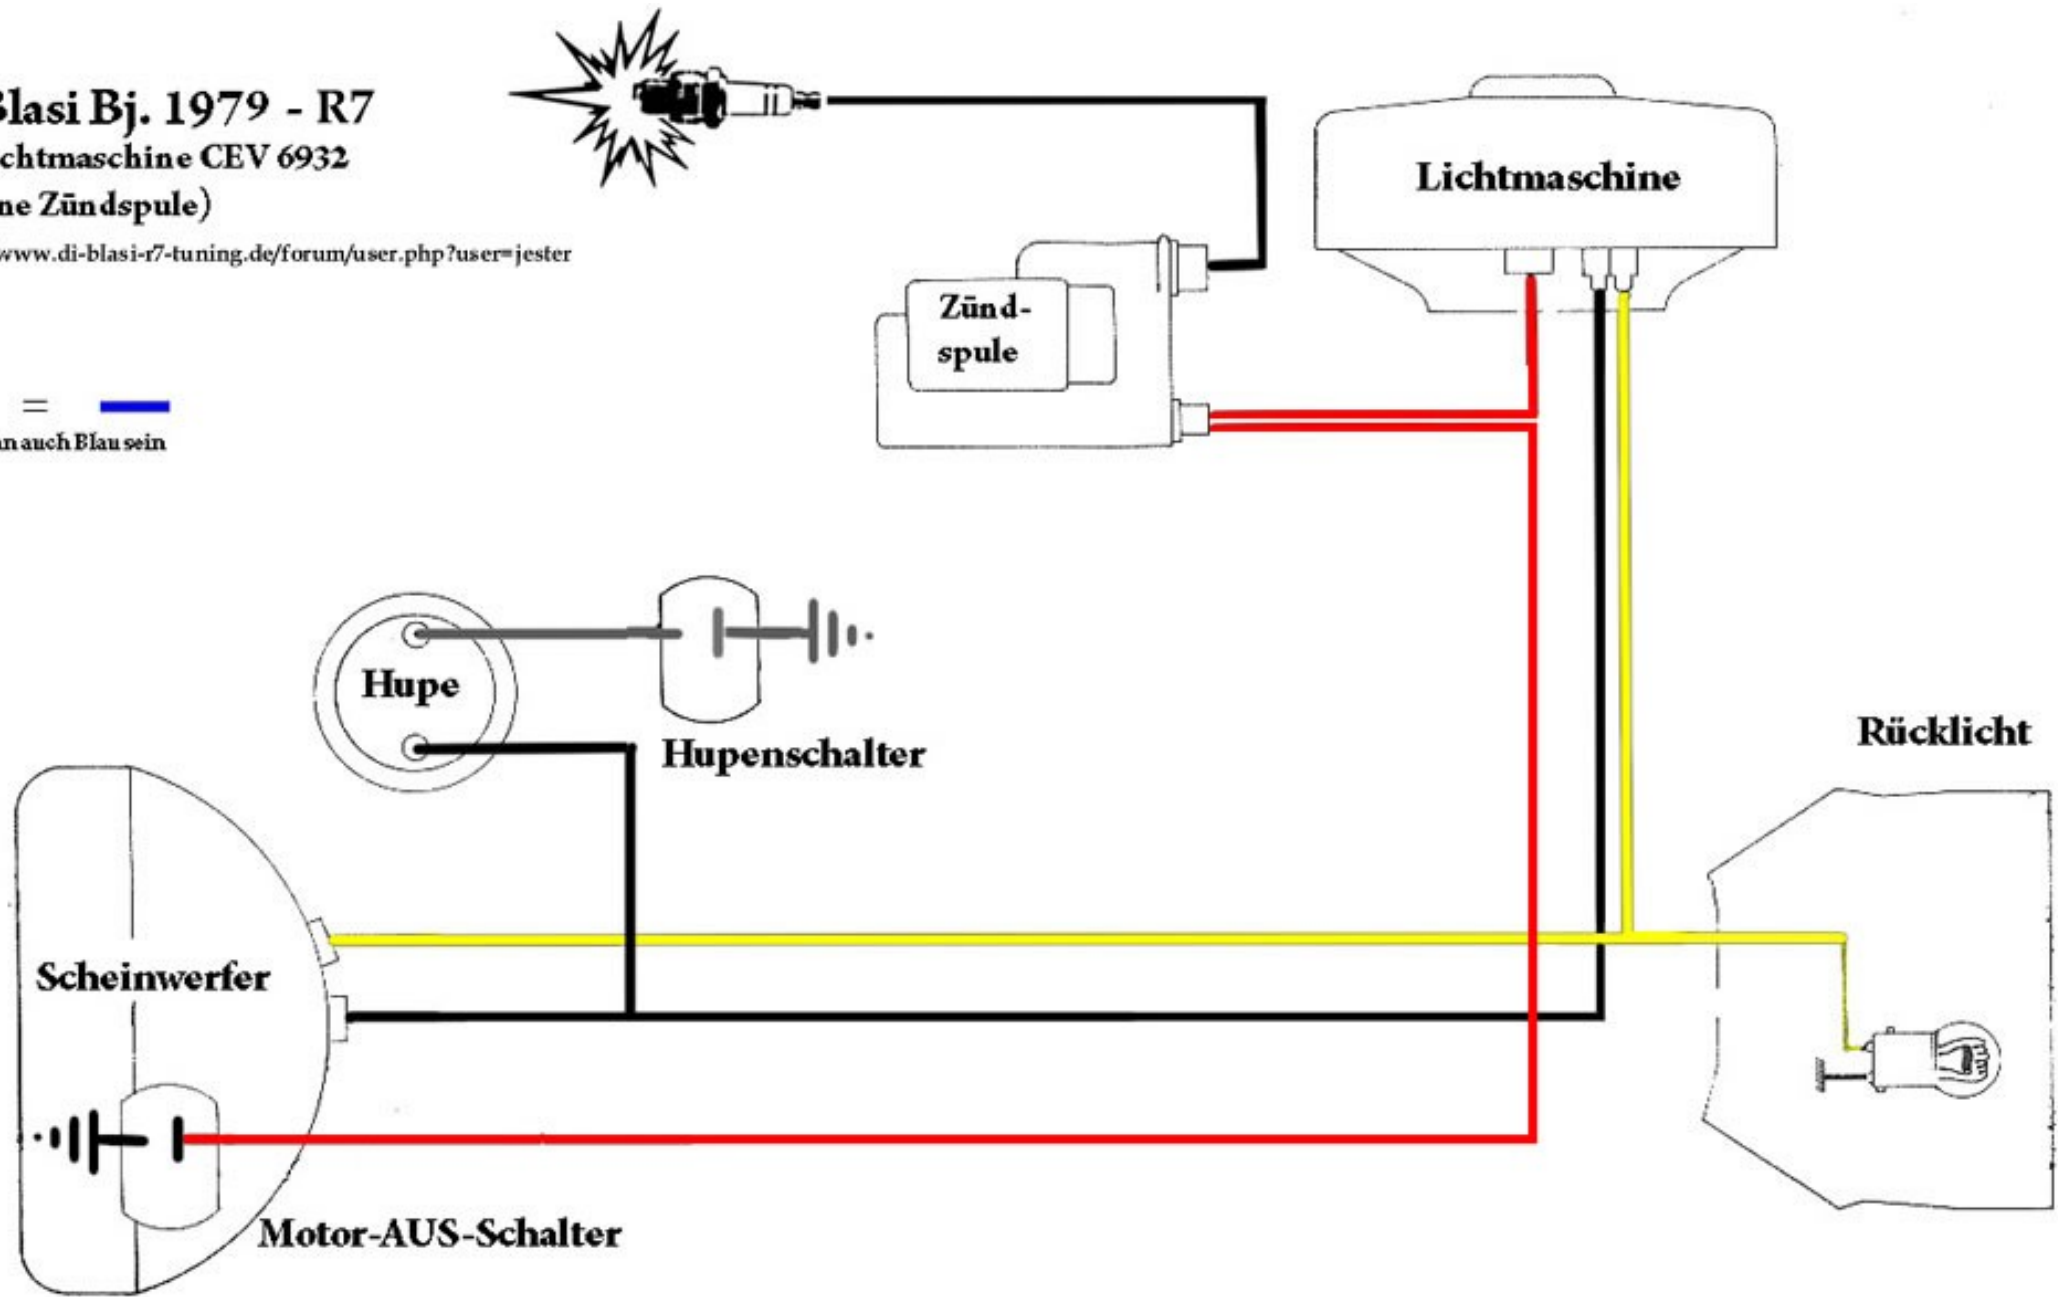 Blasi Bj. 1979 - R7
chtmaschine CEV 6932
ne Zündspule)
www.di-blasi-r7-tuning.de/forum/user.php?user=jester
Lichtmaschine
Zünd-
spule
=
nn auch Blau sein
Hupe
Hupenschalter
Rücklicht
Scheinwerfer
Motor-AUS-Schalter